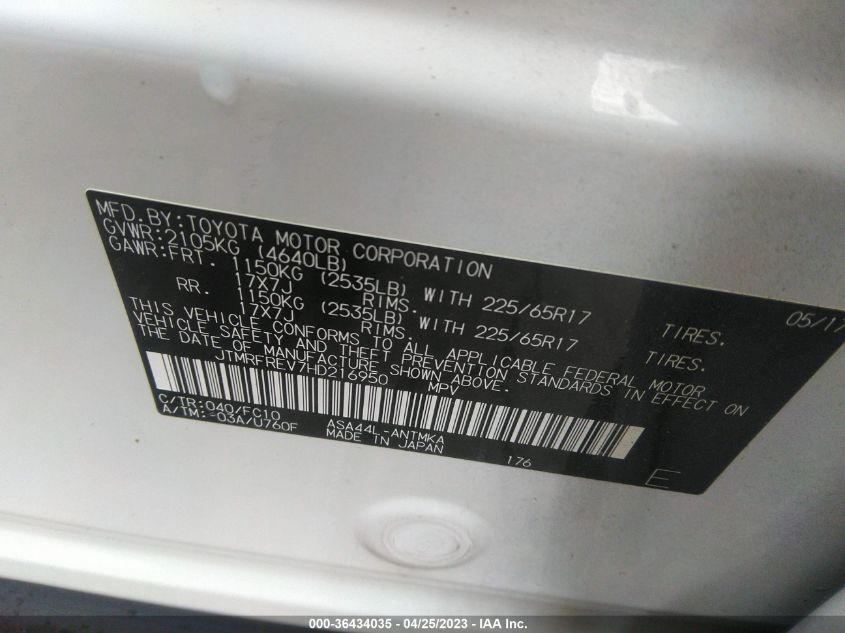 MFD.BY:TOYOTA MOTOR CORPORATION 05/17
GVWR:2105KG (4640LB)
GAWR:FRT. 1150KG (2535LB) WITH 225/65R17 TIRES.
17X7J RIMS.
RR. 1150KG (2535LB) WITH 225/65R17 TIRES.
17X7J RIMS.
THIS VEHICLE CONFORMS TO ALL APPLICABLE FEDERAL MOTOR
VEHICLE SAFETY AND THEFT PREVENTION STANDARDS IN EFFECT ON
THE DATE OF MANUFACTURE SHOWN ABOVE.
JTMRFREV7HD216950 MPV
C/TR:040/FC10 ASA44L-ANTMKA
A/TM:-03A/U760F MADE IN JAPAN 176 E
000-36434035 - 04/25/2023 - IAA Inc.